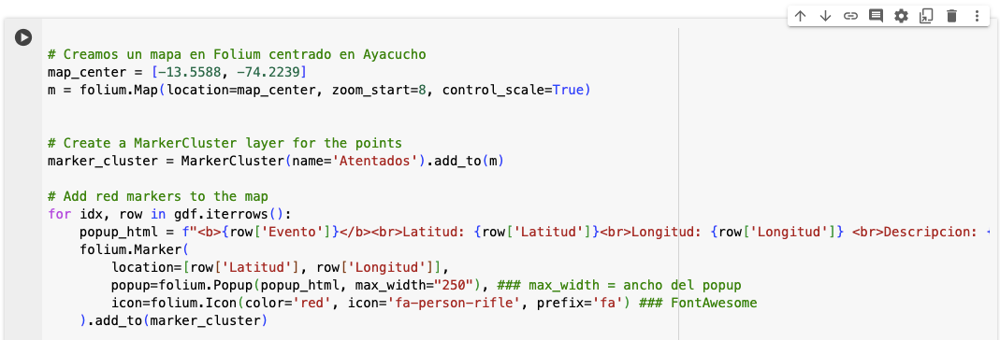 # Creamos un mapa en Folium centrado en Ayacucho
map_center = [-13.5588, -74.2239]
m = folium.Map(location=map_center, zoom_start=8, control_scale=True)
# Create a MarkerCluster layer for the points
marker_cluster = MarkerCluster(name='Atentados').add_to(m)
# Add red markers to the map
for idx, row in gdf.iterrows():
    popup_html = f"<b>{row['Evento']}</b><br>Latitud: {row['Latitud']}<br>Longitud: {row['Longitud']} <br>Descripcion: 
    folium.Marker(
        location=[row['Latitud'], row['Longitud']],
        popup=folium.Popup(popup_html, max_width="250"), ### max_width = ancho del popup
        icon=folium.Icon(color='red', icon='fa-person-rifle', prefix='fa') ### FontAwesome
    ).add_to(marker_cluster)